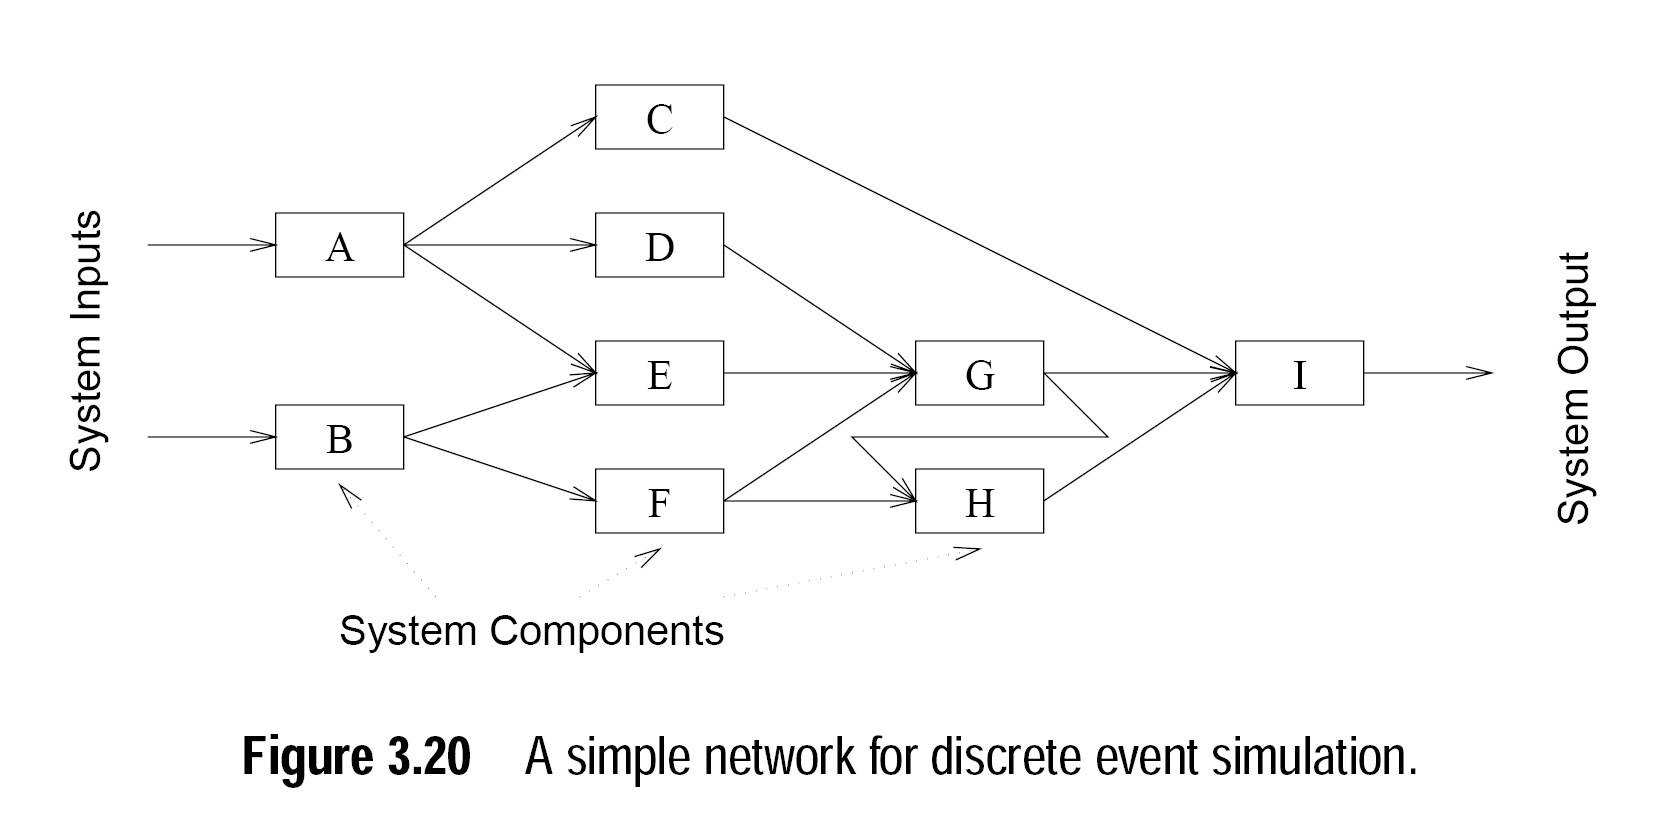 System Inputs
A
B
C
D
E
F
G
H
I
System Output
System Components
Figure 3.20 A simple network for discrete event simulation.